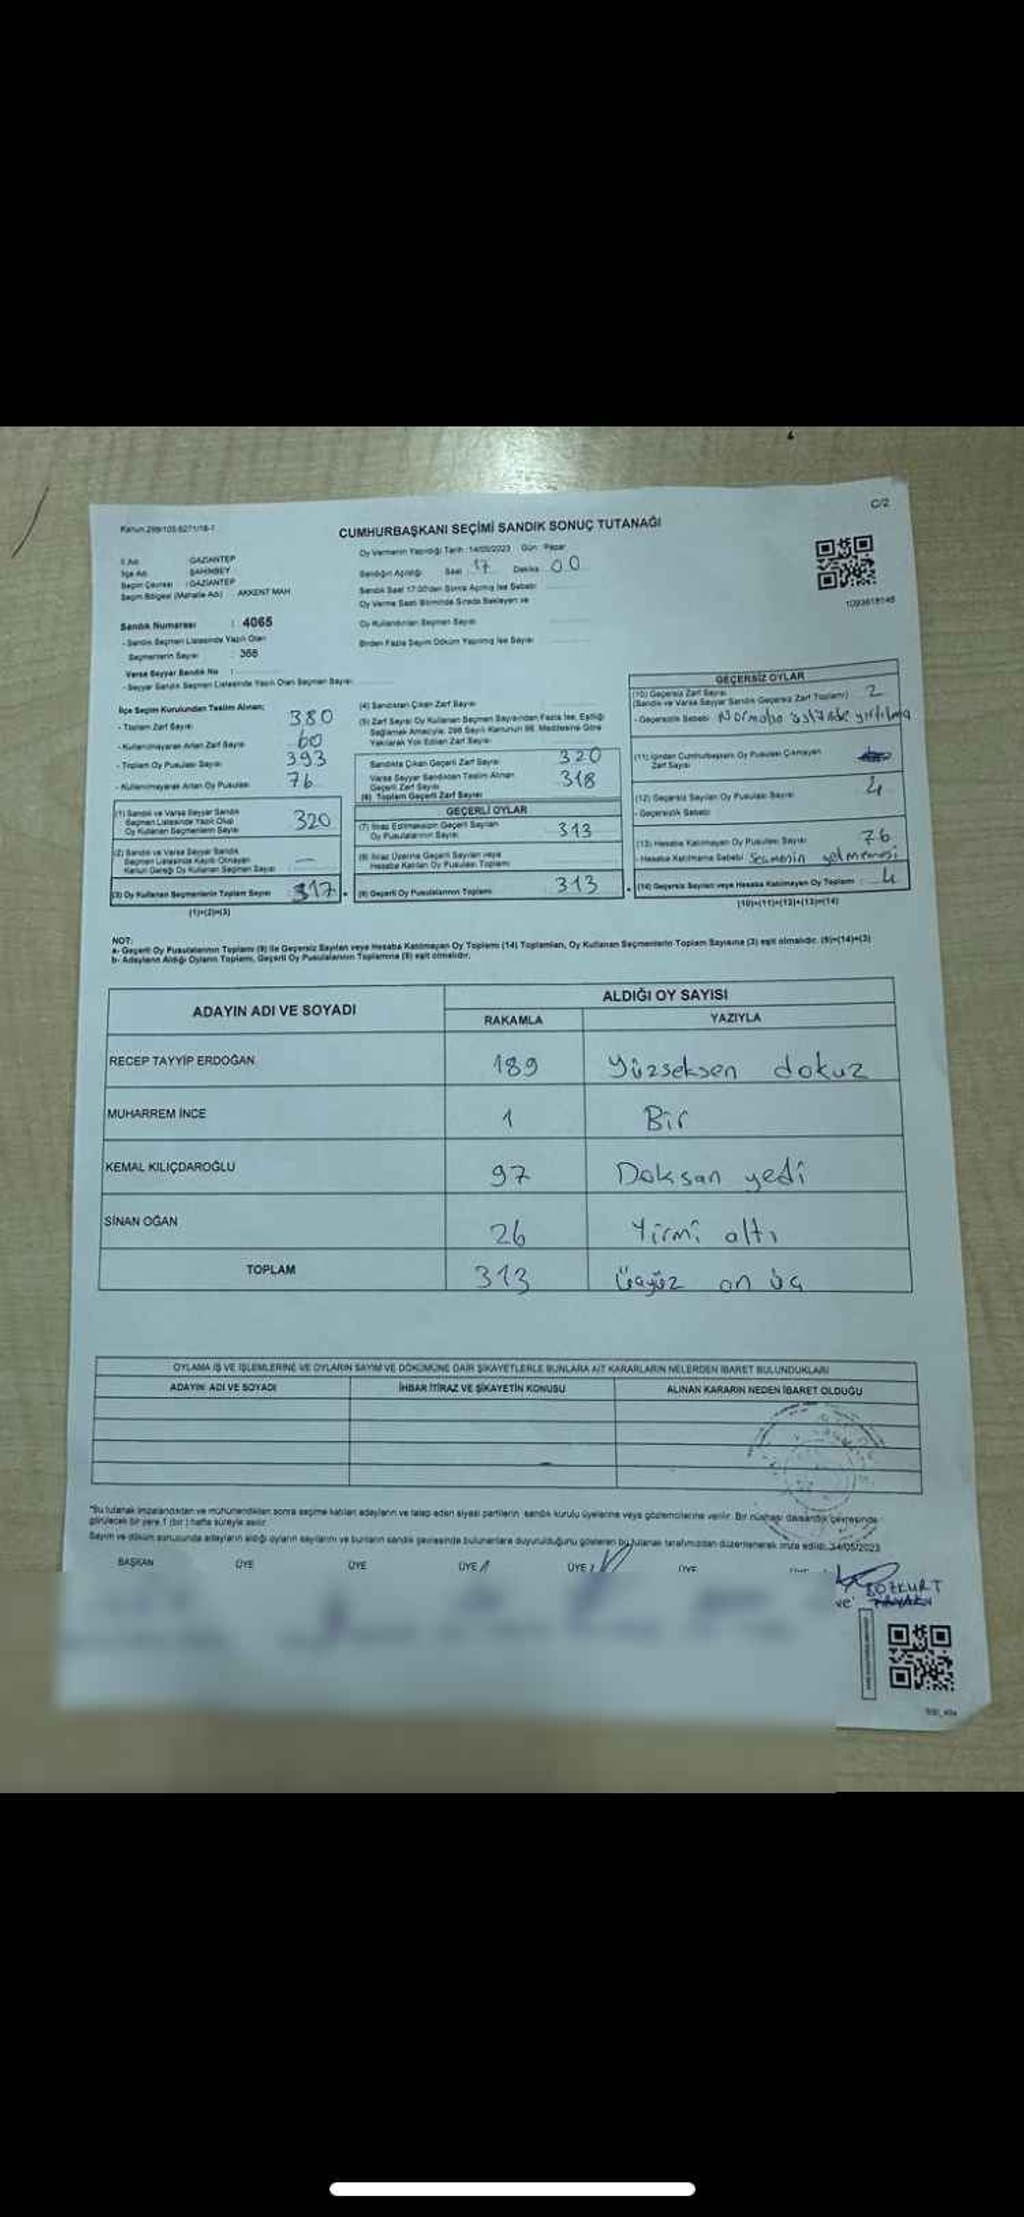 Kanun:298/103-6271/18-1
C/2
CUMHURBAŞKANI SEÇİMİ SANDIK SONUÇ TUTANAĞI
İl Adı : GAZİANTEP
İlçe Adı : ŞAHİNBEY
Seçim Çevresi : GAZİANTEP
Seçim Bölgesi (Mahalle Adı) : AKKENT MAH
Oy Vermenin Yapıldığı Tarih: 14/05/2023 Gün: Pazar
Sandığın Açıldığı Saat 17 Dakika 00
Sandık Saat 17:00'den Sonra Açılmış İse Sebebi
Oy Verme Saati Bitiminde Sırada Bekleyen ve
Oy Kullandırılan Seçmen Sayısı
Birden Fazla Sayım Döküm Yapılmış İse Sayısı
Sandık Numarası : 4065
- Sandık Seçmen Listesinde Yazılı Olan
Seçmenlerin Sayısı : 368
Varsa Seyyar Sandık No :
- Seyyar Sandık Seçmen Listesinde Yazılı Olan Seçmen Sayısı
İlçe Seçim Kurulundan Teslim Alınan;
- Toplam Zarf Sayısı 380
- Kullanılmayarak Artan Zarf Sayısı 60
- Toplam Oy Pusulası Sayısı 393
- Kullanılmayarak Artan Oy Pusulası 76
(1) Sandık ve Varsa Seyyar Sandık
Seçmen Listesinde Yazılı Olup
Oy Kullanan Seçmenlerin Sayısı 320
(2) Sandık ve Varsa Seyyar Sandık
Seçmen Listesinde Kayıtlı Olmayan
Kanun Gereği Oy Kullanan Seçmen Sayısı —
(3) Oy Kullanan Seçmenlerin Toplam Sayısı 317
(1)+(2)=(3)
(4) Sandıktan Çıkan Zarf Sayısı
(5) Zarf Sayısı Oy Kullanan Seçmen Sayısından Fazla İse, Eşitliği
Sağlamak Amacıyla, 298 Sayılı Kanunun 98. Maddesine Göre
Yakılarak Yok Edilen Zarf Sayısı
Sandıkta Çıkan Geçerli Zarf Sayısı 320
Varsa Seyyar Sandıktan Teslim Alınan
Geçerli Zarf Sayısı 318
(6) Toplam Geçerli Zarf Sayısı
GEÇERLİ OYLAR
(7) İtiraz Edilmeksizin Geçerli Sayılan
Oy Pusulalarının Sayısı 313
(8) İtiraz Üzerine Geçerli Sayılan veya
Hesaba Katılan Oy Pusulası Toplamı
(9) Geçerli Oy Pusulalarının Toplamı 313
GEÇERSİZ OYLAR
(10) Geçersiz Zarf Sayısı
(Sandık ve Varsa Seyyar Sandık Geçersiz Zarf Toplamı) 2
- Geçersizlik Sebebi
(11) İçinden Cumhurbaşkanı Oy Pusulası Çıkmayan
Zarf Sayısı
(12) Geçersiz Sayılan Oy Pusulası Sayısı 4
- Geçersizlik Sebebi
(13) Hesaba Katılmayan Oy Pusulası Sayısı 76
- Hesaba Katılmama Sebebi Seçmenin gelmemesi
(14) Geçersiz Sayılan veya Hesaba Katılmayan Oy Toplamı 4
(10)+(11)+(12)+(13)=(14)
NOT:
a- Geçerli Oy Pusulalarının Toplamı (9) ile Geçersiz Sayılan veya Hesaba Katılmayan Oy Toplamı (14) Toplamları, Oy Kullanan Seçmenlerin Toplam Sayısına (3) eşit olmalıdır. (9)+(14)=(3)
b- Adayların Aldığı Oyların Toplamı, Geçerli Oy Pusulalarının Toplamına (9) eşit olmalıdır.
ADAYIN ADI VE SOYADI
ALDIĞI OY SAYISI
RAKAMLA YAZIYLA
RECEP TAYYİP ERDOĞAN 189 Yüzseksen dokuz
MUHARREM İNCE 1 Bir
KEMAL KILIÇDAROĞLU 97 Doksan yedi
SİNAN OĞAN 26 Yirmi altı
TOPLAM 313 Üçyüz on üç
OYLAMA İŞ VE İŞLEMLERİNE VE OYLARIN SAYIM VE DÖKÜMÜNE DAİR ŞİKAYETLERLE BUNLARA AİT KARARLARIN NELERDEN İBARET BULUNDUKLARI
ADAYIN ADI VE SOYADI İHBAR İTİRAZ VE ŞİKAYETİN KONUSU ALINAN KARARIN NEDEN İBARET OLDUĞU
*Bu tutanak imzalandıktan ve mühürlendikten sonra seçime katılan adayların ve talep eden siyasi partilerin sandık kurulu üyelerine veya gözlemcilerine verilir. Bir nüshası da sandık çevresinde
görülecek bir yere 1 (bir) hafta süreyle asılır.
Sayım ve döküm sonucunda adayların aldığı oyların sayılarını ve bunların sandık çevresinde bulunanlara duyurulduğunu gösteren bu tutanak tarafımızdan düzenlenerek imza edildi. 14/05/2023
BAŞKAN ÜYE ÜYE ÜYE ÜYE ÜYE
BOZKURT